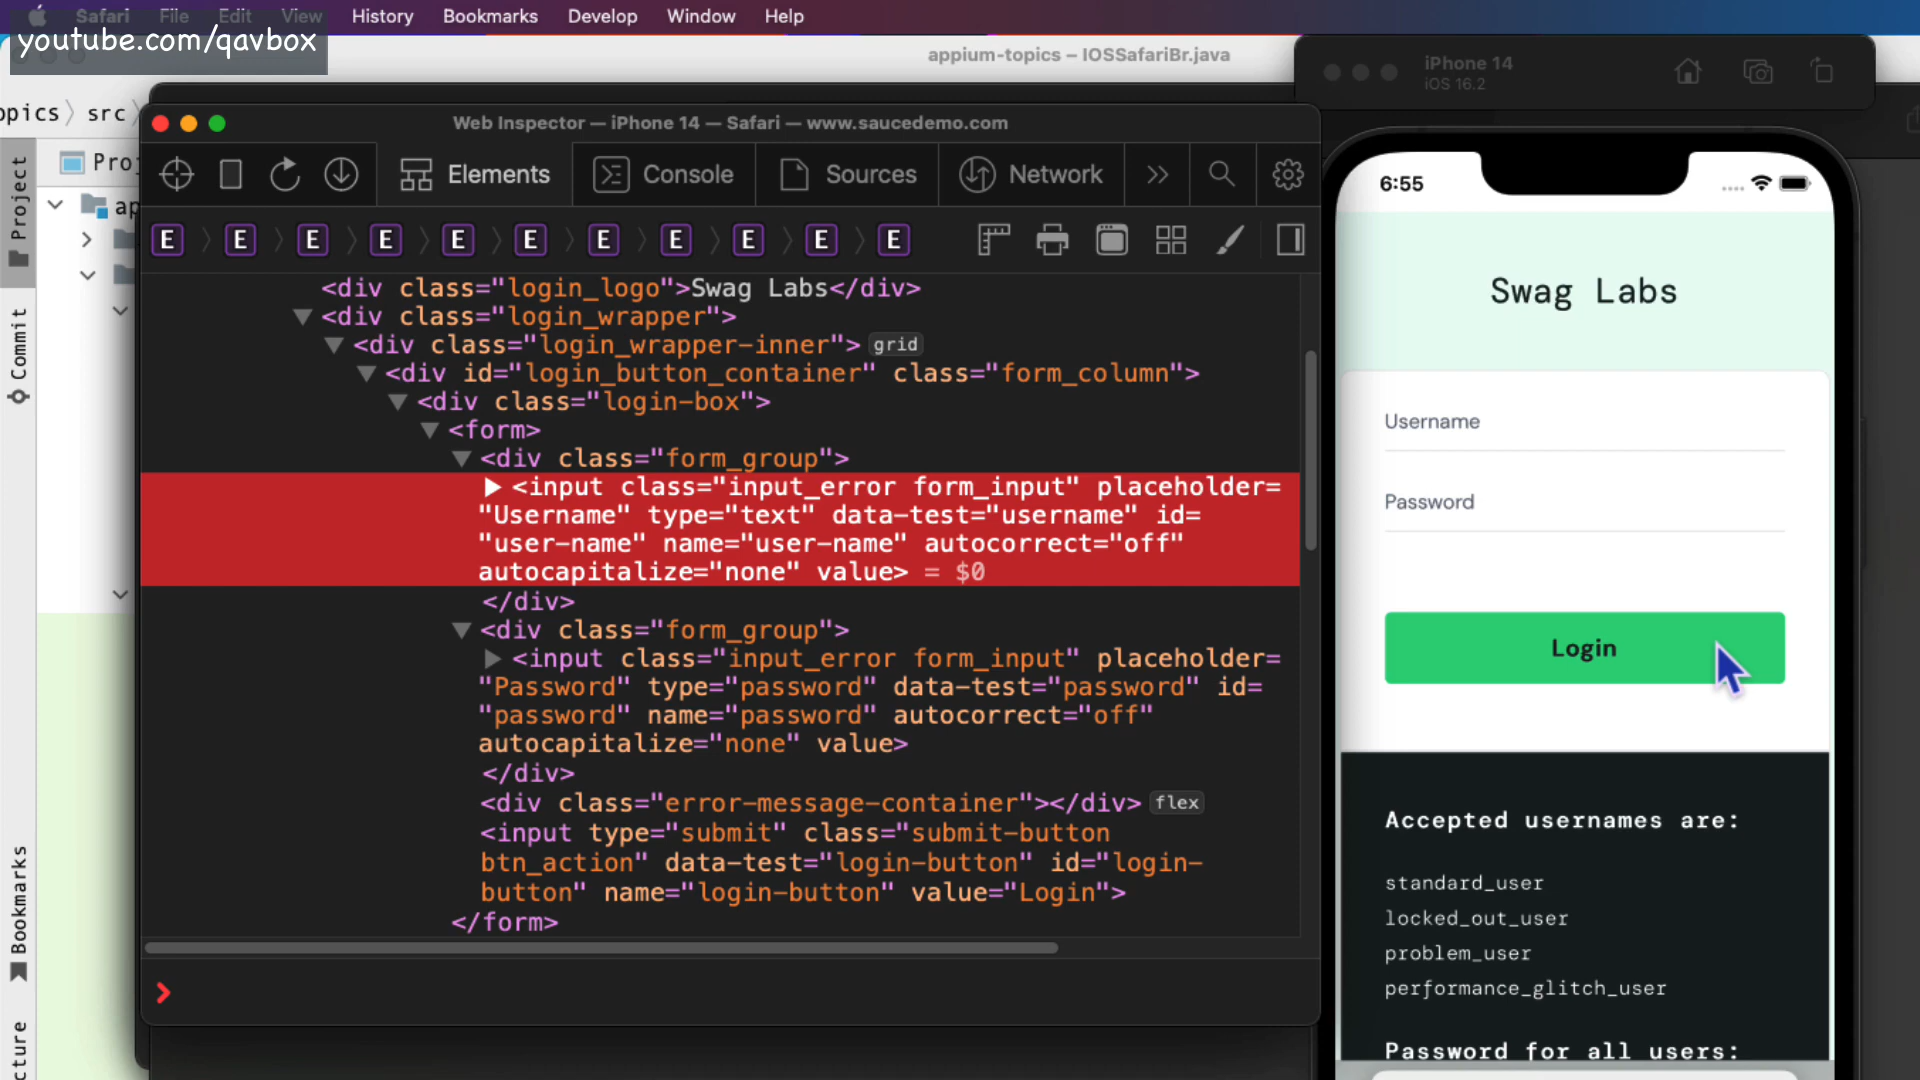 Safari File Edit View History Bookmarks Develop Window Help
youtube.com/qavbox
appium-topics – IOSSafariBr.java
iPhone 14
iOS 16.2
opics src
Web Inspector — iPhone 14 — Safari — www.saucedemo.com
Project
Commit
Bookmarks
cture
Proj
ap
Elements Console Sources Network
E E E E E E E E E E E
<div class="login_logo">Swag Labs</div>
<div class="login_wrapper">
<div class="login_wrapper-inner"> grid
<div id="login_button_container" class="form_column">
<div class="login-box">
<form>
<div class="form_group">
<input class="input_error form_input" placeholder=
"Username" type="text" data-test="username" id=
"user-name" name="user-name" autocorrect="off"
autocapitalize="none" value> = $0
</div>
<div class="form_group">
<input class="input_error form_input" placeholder=
"Password" type="password" data-test="password" id=
"password" name="password" autocorrect="off"
autocapitalize="none" value>
</div>
<div class="error-message-container"></div> flex
<input type="submit" class="submit-button
btn_action" data-test="login-button" id="login-
button" name="login-button" value="Login">
</form>
6:55
Swag Labs
Username
Password
Login
Accepted usernames are:
standard_user
locked_out_user
problem_user
performance_glitch_user
Password for all users: